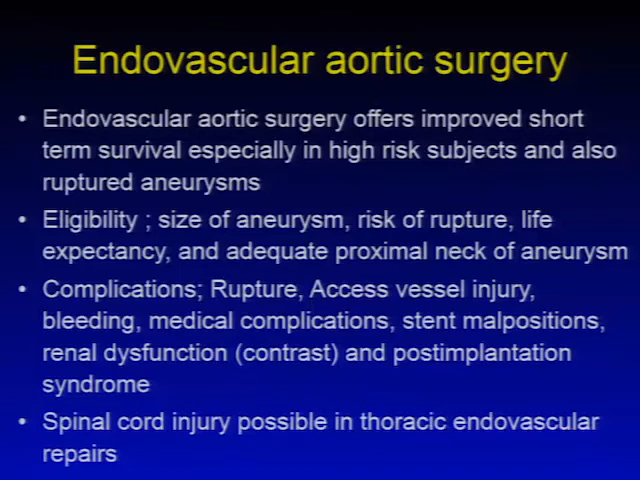 Endovascular aortic surgery
• Endovascular aortic surgery offers improved short
term survival especially in high risk subjects and also
ruptured aneurysms
• Eligibility ; size of aneurysm, risk of rupture, life
expectancy, and adequate proximal neck of aneurysm
• Complications; Rupture, Access vessel injury,
bleeding, medical complications, stent malpositions,
renal dysfunction (contrast) and postimplantation
syndrome
• Spinal cord injury possible in thoracic endovascular
repairs